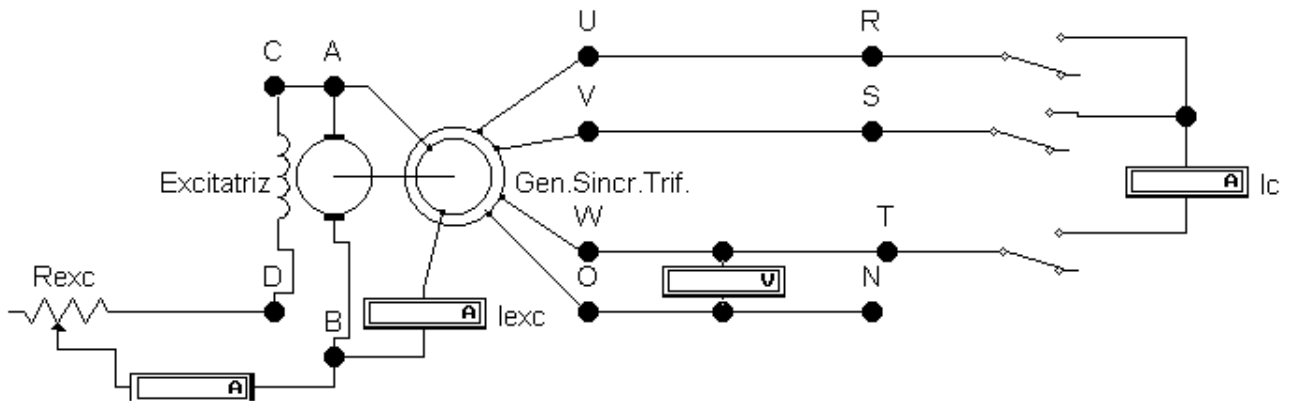 U R
C A
V S
A Ic
Excitatriz Gen.Sincr.Trif.
W T
Rexc D O V N
B A Iexc
A